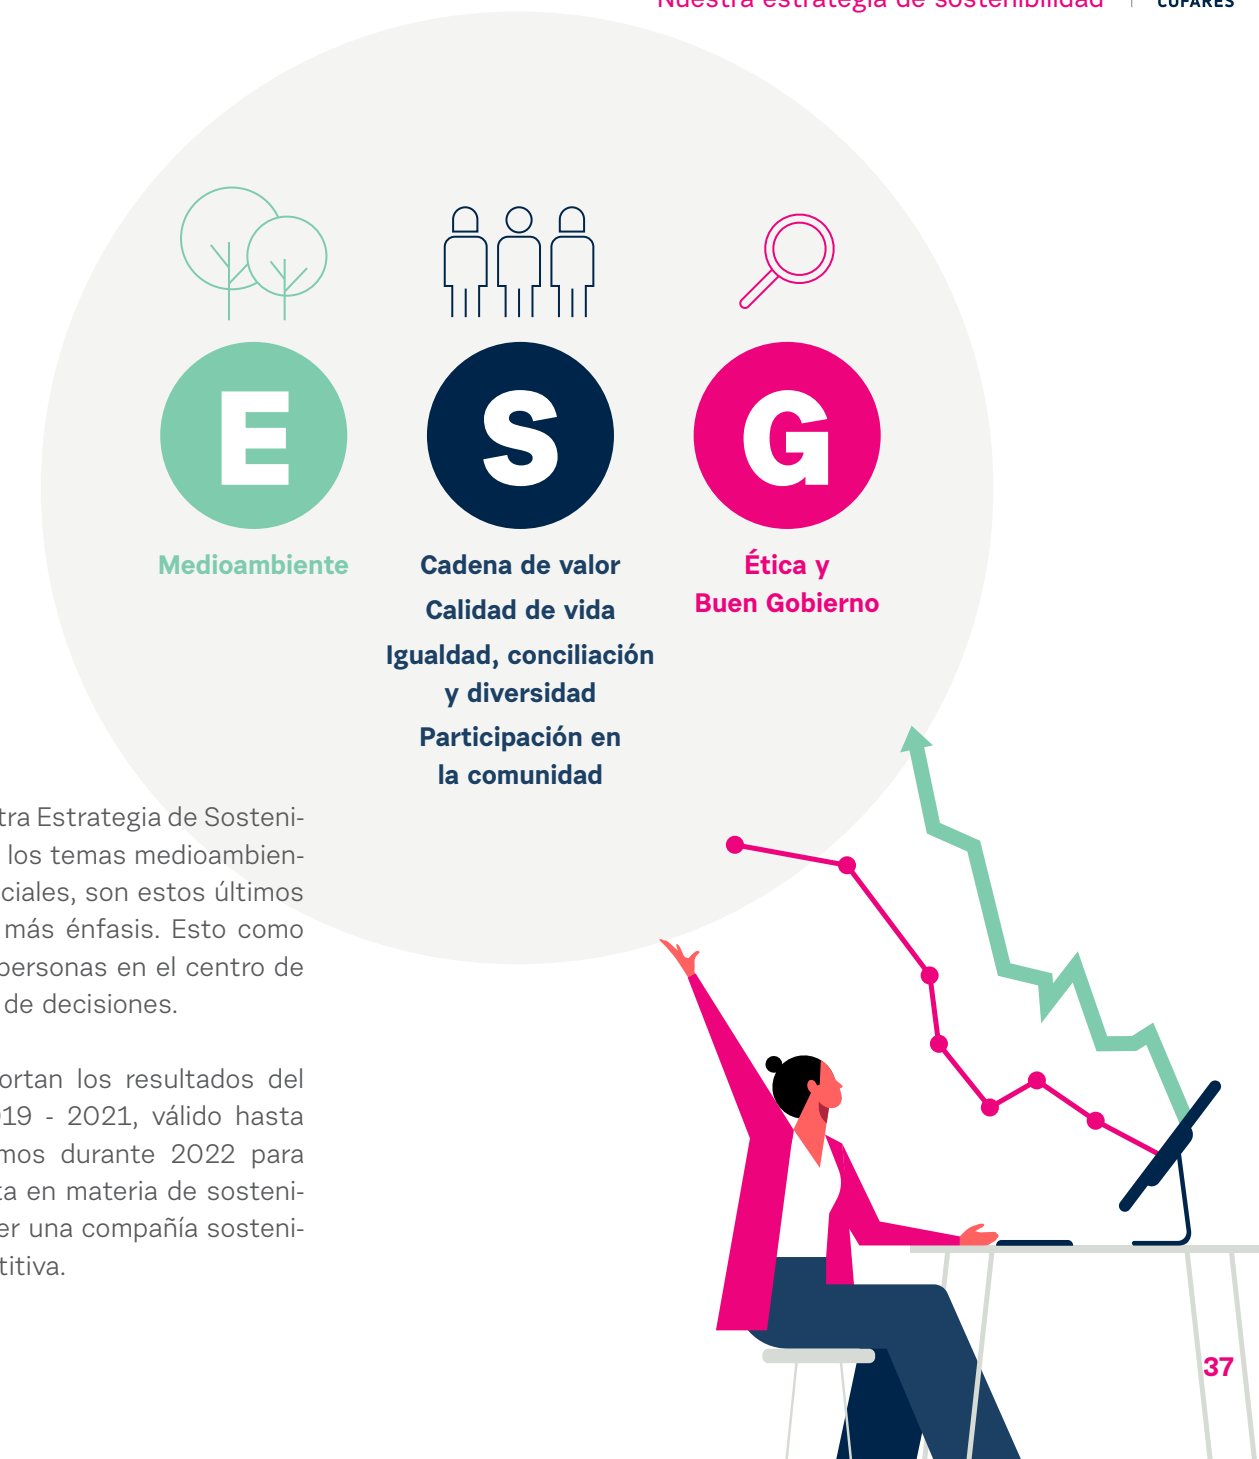 Nuestra estrategia de sostenibilidad
COFARES
E
S
G
Medioambiente
Cadena de valor
Calidad de vida
Igualdad, conciliación
y diversidad
Participación en
la comunidad
Ética y
Buen Gobierno
tra Estrategia de Sosteni-
los temas medioambien-
ciales, son estos últimos
más énfasis. Esto como
personas en el centro de
de decisiones.
ortan los resultados del
019 - 2021, válido hasta
mos durante 2022 para
ta en materia de sosteni-
er una compañía sosteni-
titiva.
37